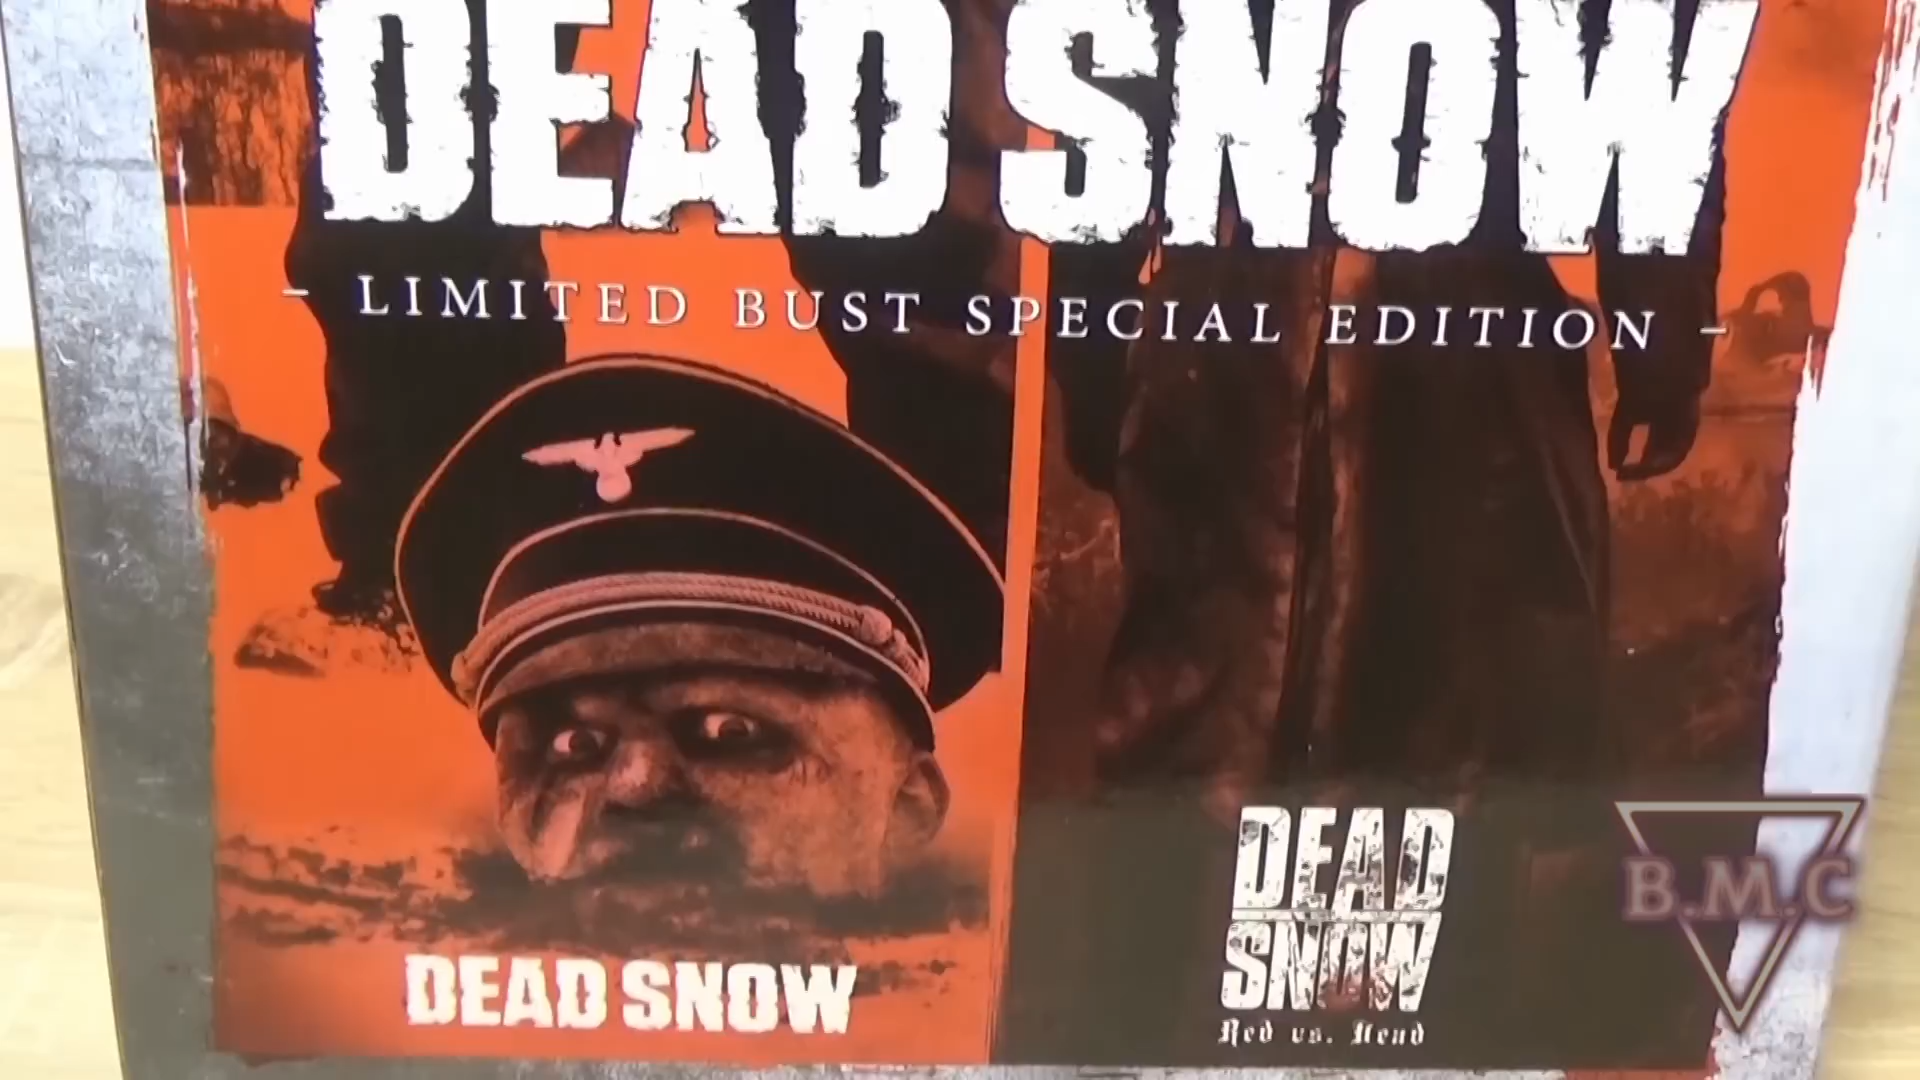 DEAD SNOW
- LIMITED BUST SPECIAL EDITION -
DEAD SNOW
DEAD
SNOW
Red vs. Dead
B.M.C